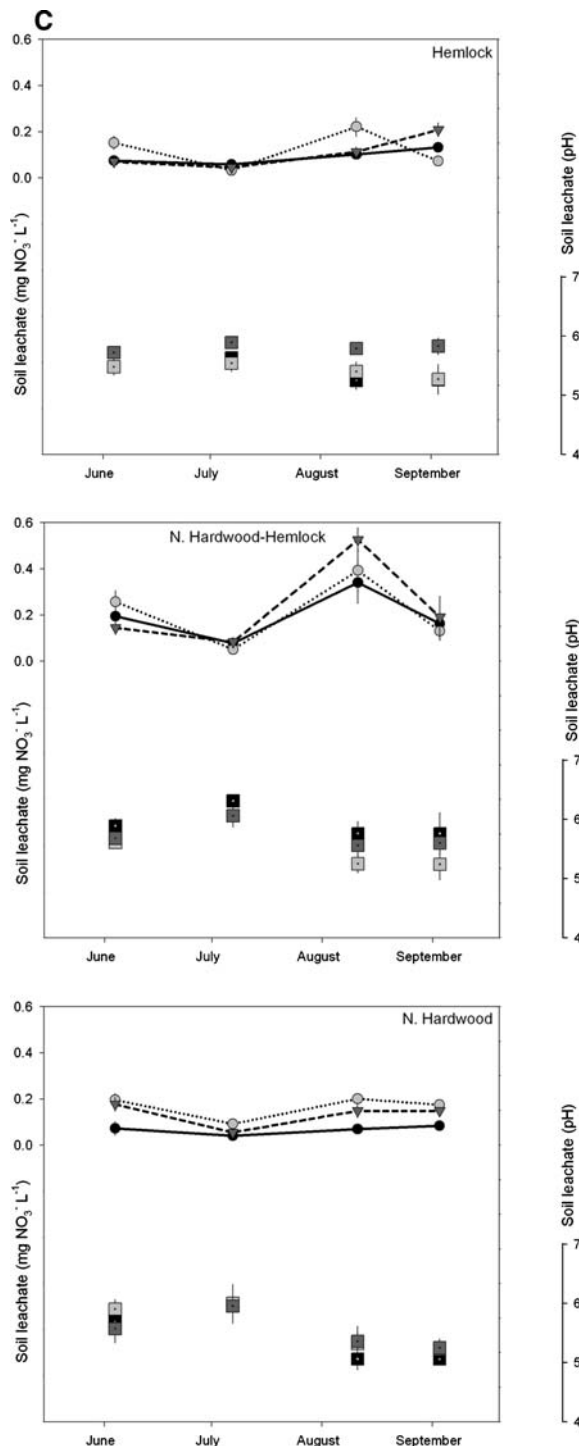 C
Hemlock
0.6
0.4
0.2
0.0
Soil leachate (mg NO3- L-1)
Soil leachate (pH)
7
6
5
4
June July August September
N. Hardwood-Hemlock
0.6
0.4
0.2
0.0
Soil leachate (mg NO3- L-1)
Soil leachate (pH)
7
6
5
4
June July August September
N. Hardwood
0.6
0.4
0.2
0.0
Soil leachate (mg NO3- L-1)
Soil leachate (pH)
7
6
5
4
June July August September